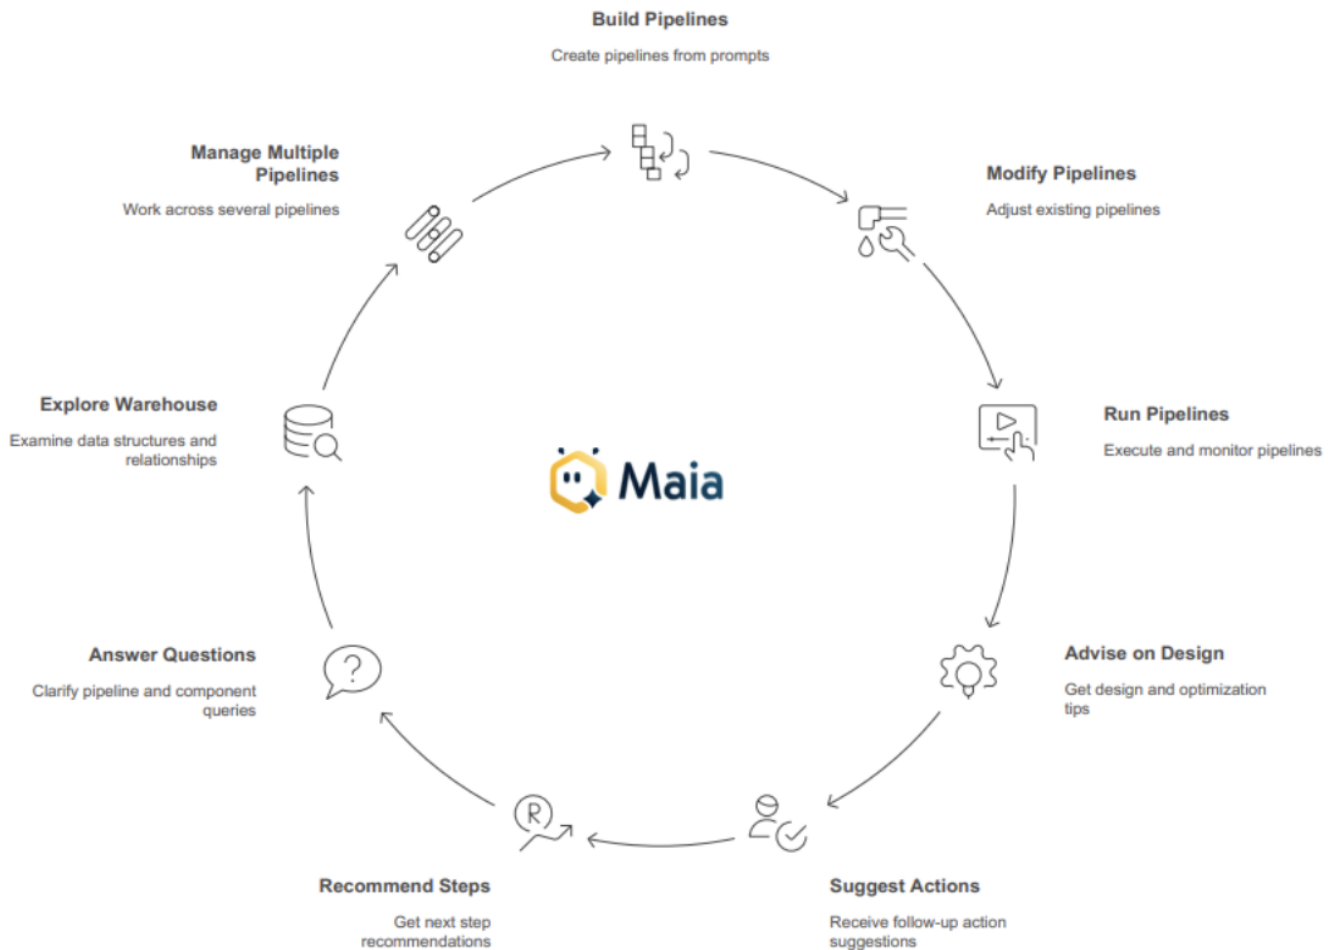 Build Pipelines
Create pipelines from prompts
Manage Multiple
Pipelines
Work across several pipelines
Modify Pipelines
Adjust existing pipelines
Explore Warehouse
Examine data structures and
relationships
Run Pipelines
Execute and monitor pipelines
Maia
Answer Questions
Clarify pipeline and component
queries
?
Advise on Design
Get design and optimization
tips
R
Recommend Steps
Get next step
recommendations
Suggest Actions
Receive follow-up action
suggestions